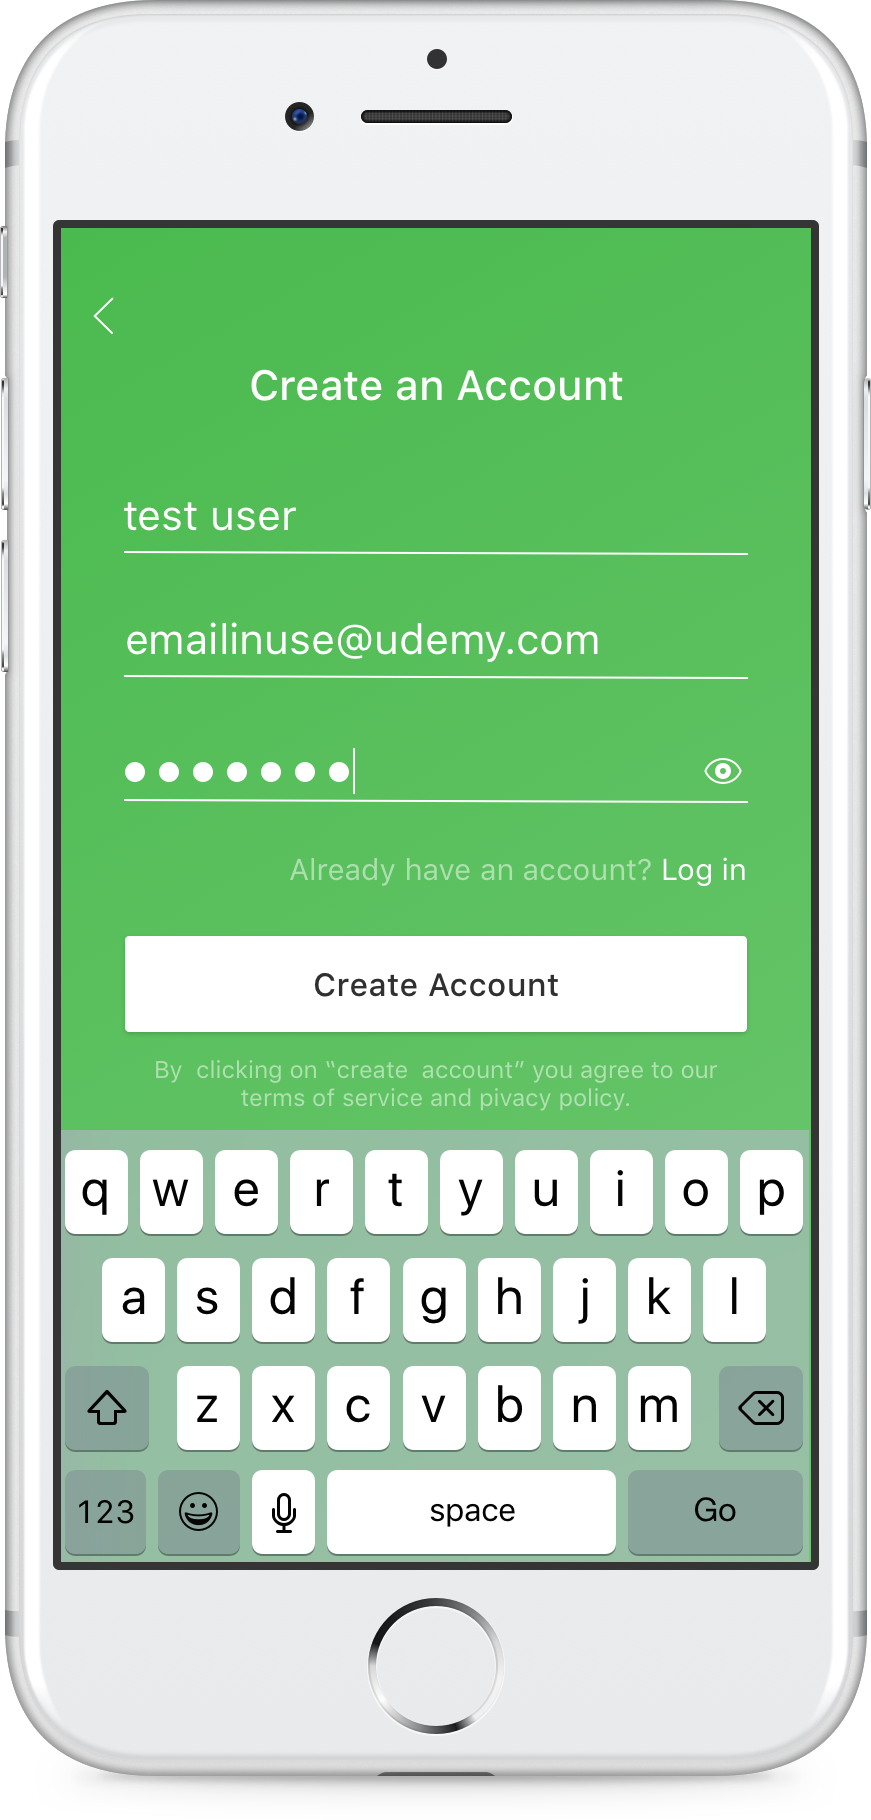 Create an Account
test user
emailinuse@udemy.com
Already have an account? Log in
Create Account
By clicking on “create account” you agree to our
terms of service and pivacy policy.
q w e r t y u i o p
a s d f g h j k l
z x c v b n m
123 space Go